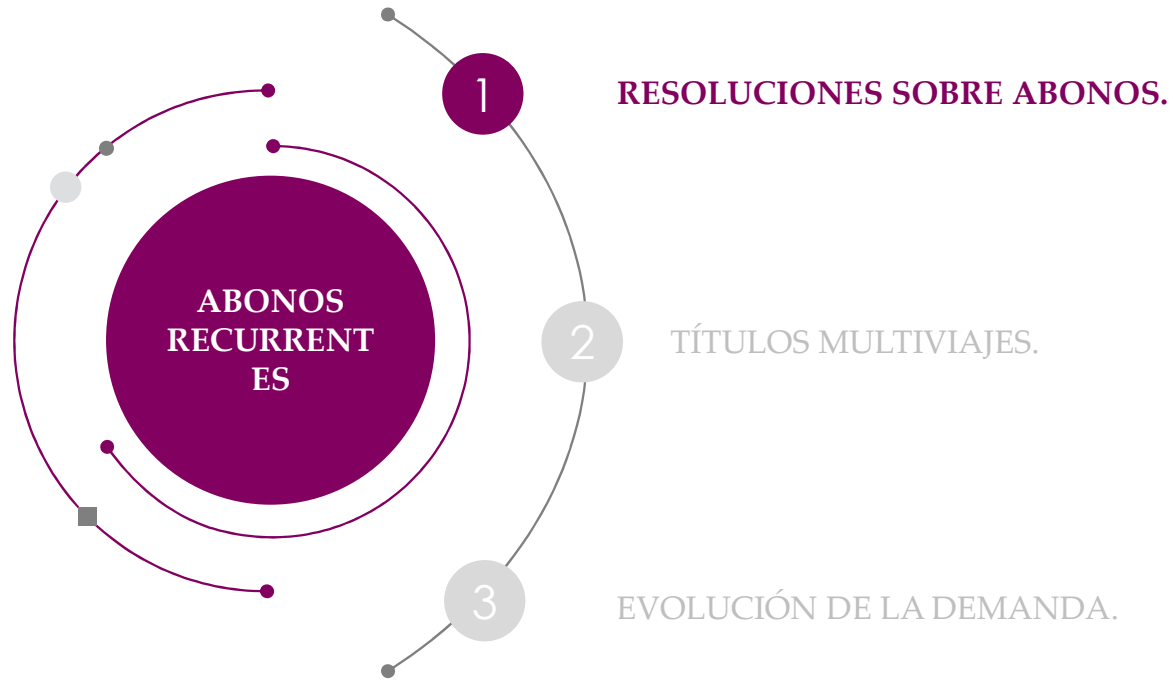 1
RESOLUCIONES SOBRE ABONOS.
ABONOS
RECURRENT
ES
2
TÍTULOS MULTIVIAJES.
3
EVOLUCIÓN DE LA DEMANDA.